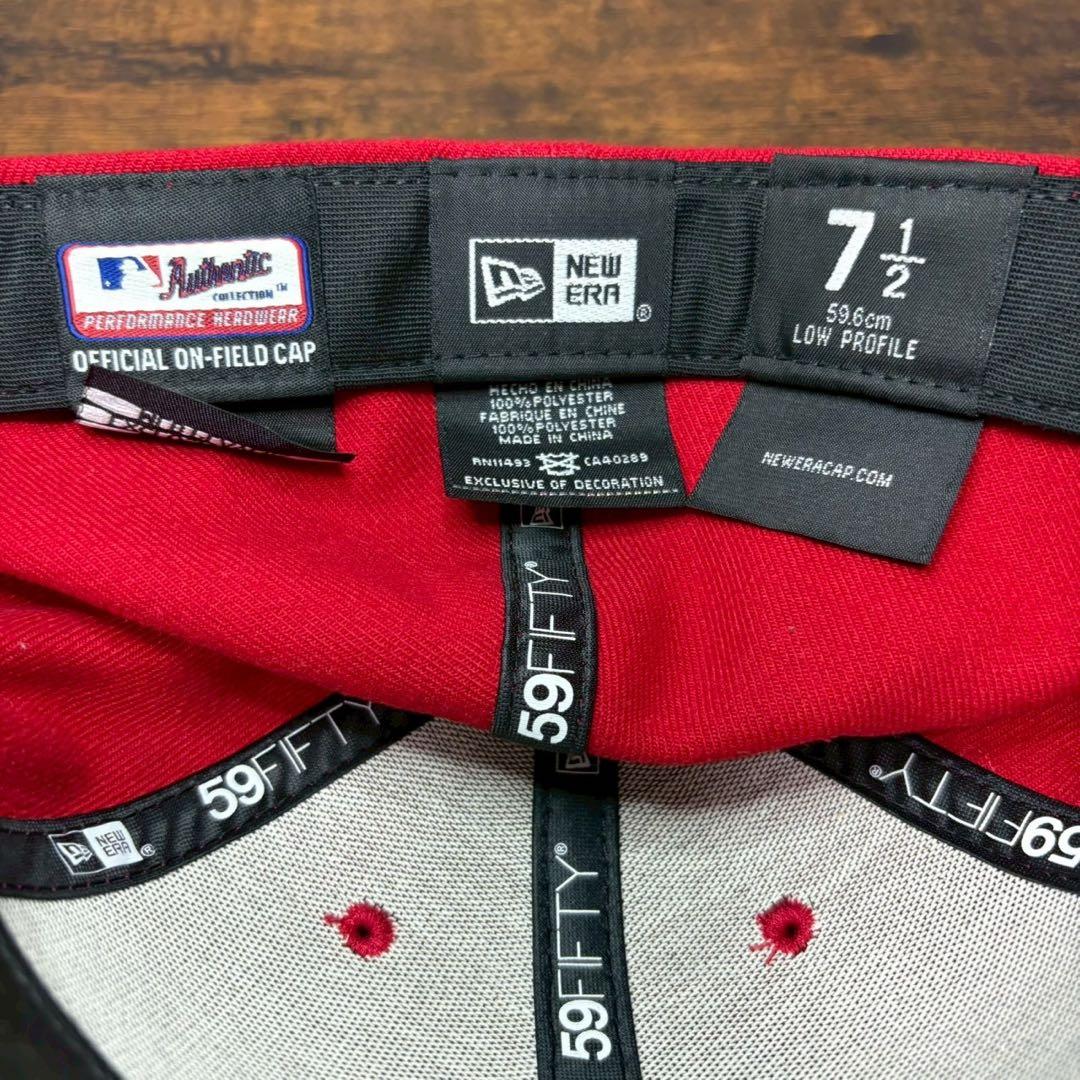 Authentic
COLLECTION™
PERFORMANCE HEADWEAR
OFFICIAL ON-FIELD CAP
NEW
ERA®
HECHO EN CHINA
100% POLYESTER
FABRIQUE EN CHINE
100% POLYESTER
MADE IN CHINA
RN11493 CA40289
EXCLUSIVE OF DECORATION
7 1/2
59.6cm
LOW PROFILE
NEWERACAP.COM
59FIFTY®
59FIFTY
NEW
ERA®
59FIFTY®
59FIFTY®